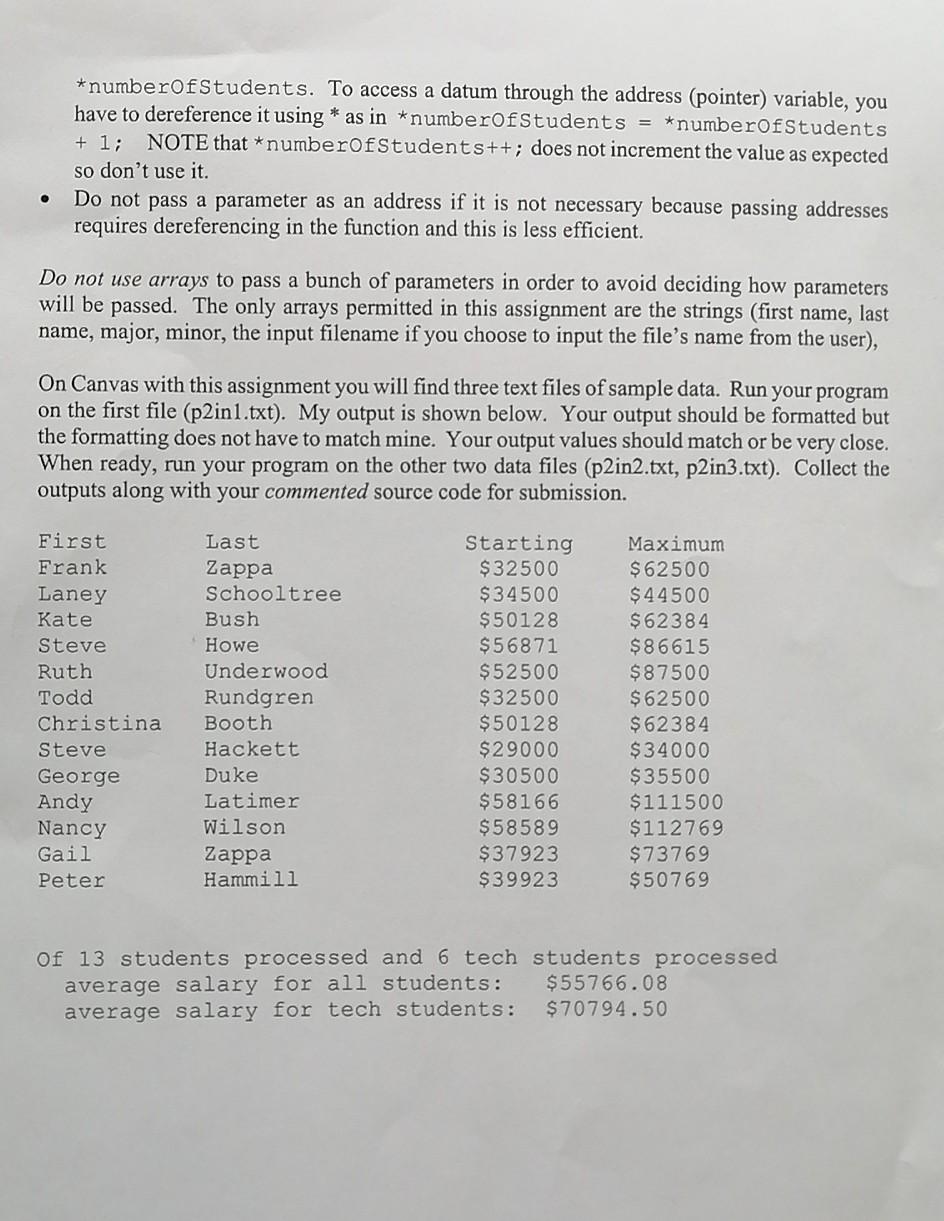 *numberOfStudents. To access a datum through the address (pointer) variable, you
have to dereference it using * as in *numberOfStudents = *numberOfStudents
+ 1; NOTE that *numberOfStudents++; does not increment the value as expected
so don't use it.
• Do not pass a parameter as an address if it is not necessary because passing addresses
requires dereferencing in the function and this is less efficient.
Do not use arrays to pass a bunch of parameters in order to avoid deciding how parameters
will be passed. The only arrays permitted in this assignment are the strings (first name, last
name, major, minor, the input filename if you choose to input the file's name from the user),
On Canvas with this assignment you will find three text files of sample data. Run your program
on the first file (p2in1.txt). My output is shown below. Your output should be formatted but
the formatting does not have to match mine. Your output values should match or be very close.
When ready, run your program on the other two data files (p2in2.txt, p2in3.txt). Collect the
outputs along with your commented source code for submission.
First Last Starting Maximum
Frank Zappa $32500 $62500
Laney Schooltree $34500 $44500
Kate Bush $50128 $62384
Steve Howe $56871 $86615
Ruth Underwood $52500 $87500
Todd Rundgren $32500 $62500
Christina Booth $50128 $62384
Steve Hackett $29000 $34000
George Duke $30500 $35500
Andy Latimer $58166 $111500
Nancy Wilson $58589 $112769
Gail Zappa $37923 $73769
Peter Hammill $39923 $50769
Of 13 students processed and 6 tech students processed
average salary for all students: $55766.08
average salary for tech students: $70794.50